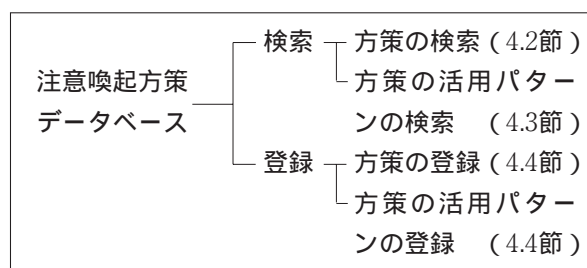 注意喚起方策
データベース
検索
方策の検索（4.2節）
方策の活用パター
ンの検索　（4.3節）
登録
方策の登録（4.4節）
方策の活用パター
ンの登録　（4.4節）